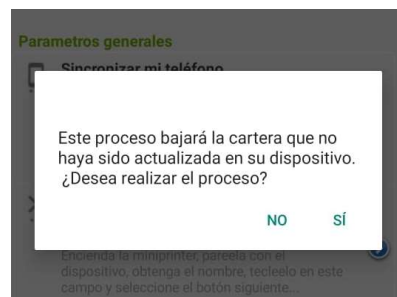 Parametros generales
Sincronizar mi teléfono
Este proceso bajará la cartera que no
haya sido actualizada en su dispositivo.
¿Desea realizar el proceso?
NO SÍ
Encienda la miniprinter, pareela con el
dispositivo, obtenga el nombre, tecleelo en este
campo y seleccione el botón siguiente...